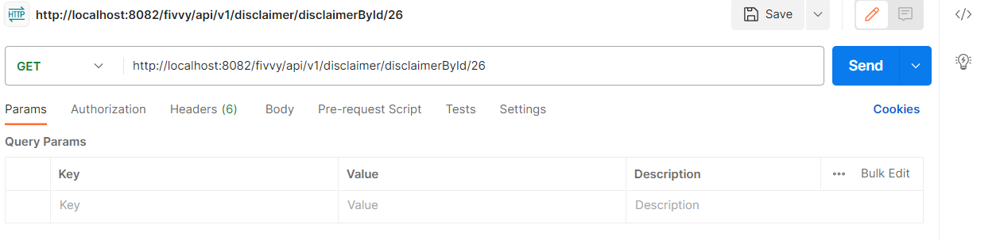 HTTP http://localhost:8082/fivvy/api/v1/disclaimer/disclaimerById/26 Save
GET http://localhost:8082/fivvy/api/v1/disclaimer/disclaimerById/26 Send
Params Authorization Headers (6) Body Pre-request Script Tests Settings Cookies
Query Params
Key Value Description Bulk Edit
Key Value Description